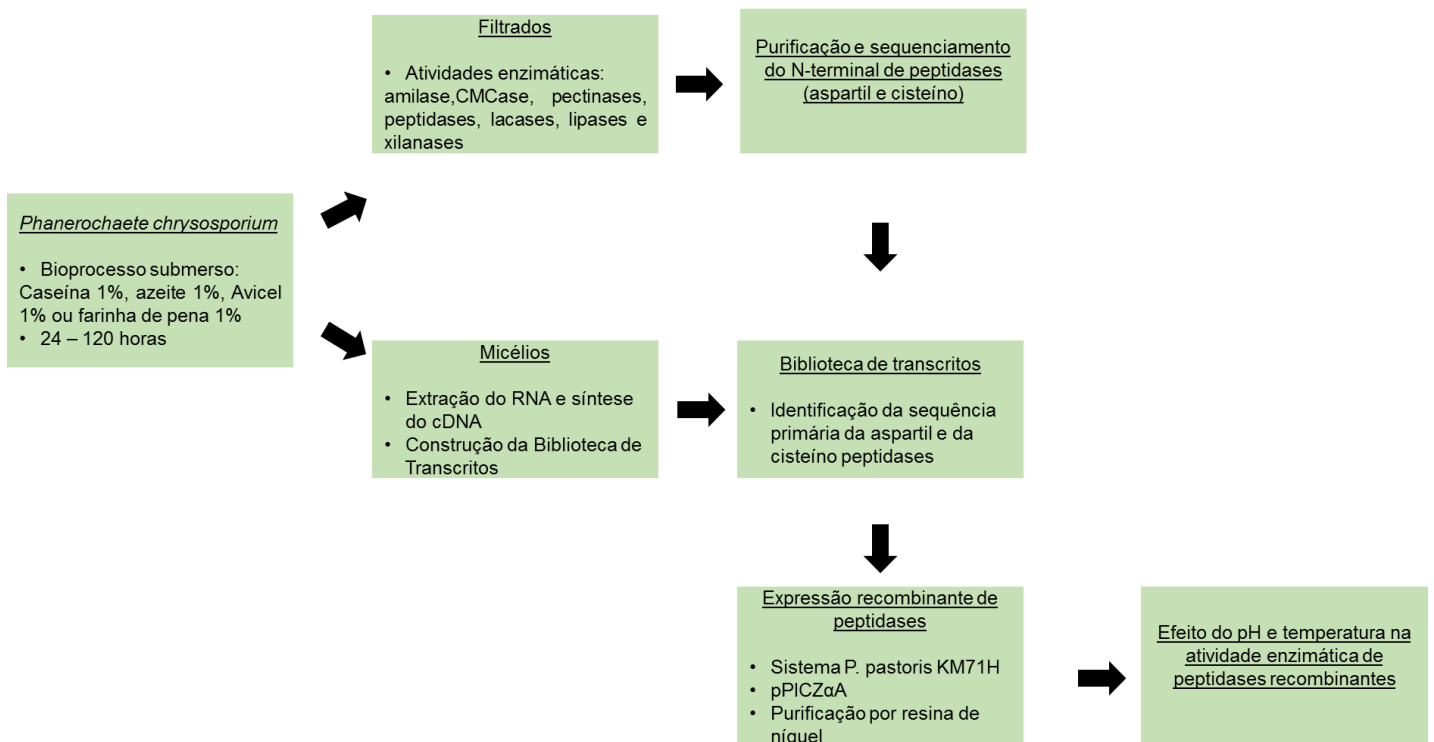 Phanerochaete chrysosporium
• Bioprocesso submerso:
Caseína 1%, azeite 1%, Avicel
1% ou farinha de pena 1%
• 24 – 120 horas
Filtrados
• Atividades enzimáticas:
amilase,CMCase, pectinases,
peptidases, lacases, lipases e
xilanases
Purificação e sequenciamento
do N-terminal de peptidases
(aspartil e cisteíno)
Micélios
• Extração do RNA e síntese
do cDNA
• Construção da Biblioteca de
Transcritos
Biblioteca de transcritos
• Identificação da sequência
primária da aspartil e da
cisteíno peptidases
Expressão recombinante de
peptidases
• Sistema P. pastoris KM71H
• pPICZαA
• Purificação por resina de
níquel
Efeito do pH e temperatura na
atividade enzimática de
peptidases recombinantes